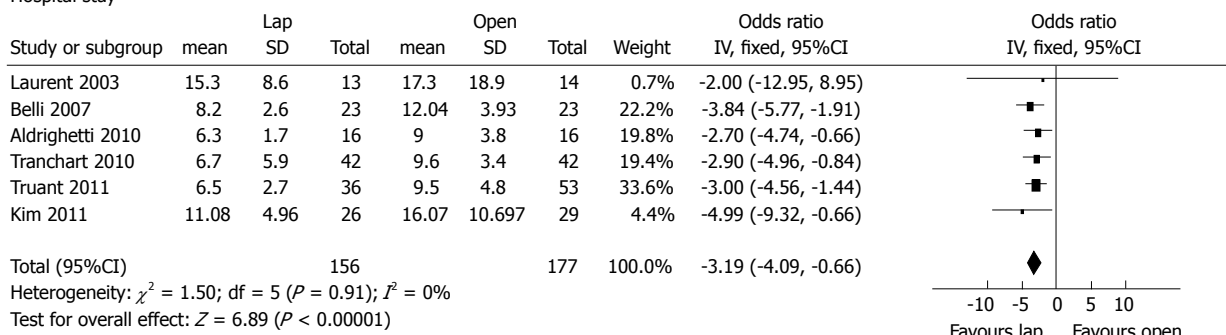 Hospital stay
Lap Open Odds ratio Odds ratio
Study or subgroup mean SD Total mean SD Total Weight IV, fixed, 95%CI IV, fixed, 95%CI
Laurent 2003 15.3 8.6 13 17.3 18.9 14 0.7% -2.00 (-12.95, 8.95)
Belli 2007 8.2 2.6 23 12.04 3.93 23 22.2% -3.84 (-5.77, -1.91)
Aldrighetti 2010 6.3 1.7 16 9 3.8 16 19.8% -2.70 (-4.74, -0.66)
Tranchart 2010 6.7 5.9 42 9.6 3.4 42 19.4% -2.90 (-4.96, -0.84)
Truant 2011 6.5 2.7 36 9.5 4.8 53 33.6% -3.00 (-4.56, -1.44)
Kim 2011 11.08 4.96 26 16.07 10.697 29 4.4% -4.99 (-9.32, -0.66)
Total (95%CI) 156 177 100.0% -3.19 (-4.09, -0.66)
Heterogeneity: χ² = 1.50; df = 5 (P = 0.91); I² = 0%
-10 -5 0 5 10
Test for overall effect: Z = 6.89 (P < 0.00001)
Favours lap Favours open